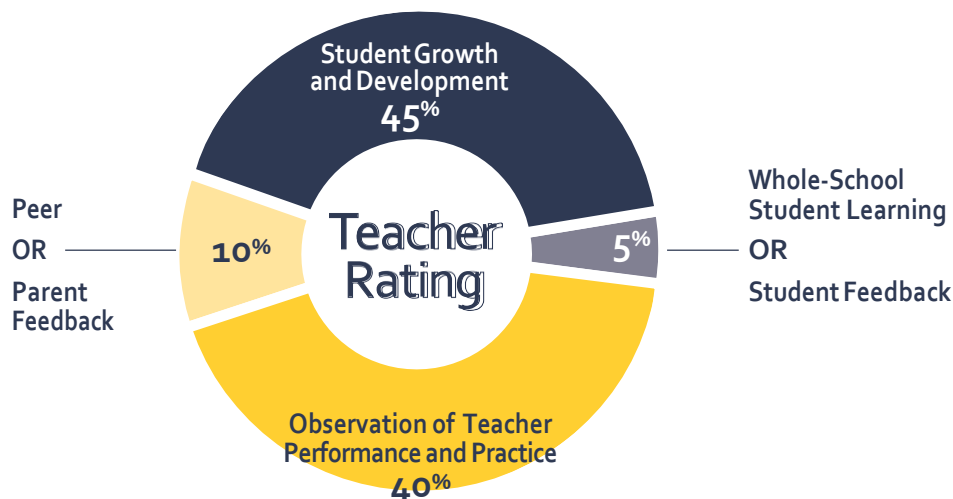 Student Growth
and Development
45%
Peer
OR
Parent
Feedback
10%
Teacher
Rating
5%
Whole-School
Student Learning
OR
Student Feedback
Observation of Teacher
Performance and Practice
40%